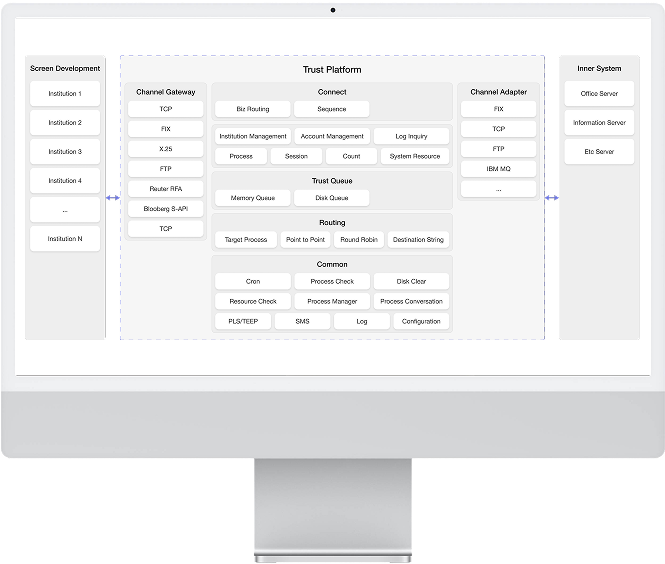 Screen Development
Institution 1
Institution 2
Institution 3
Institution 4
...
Institution N
Trust Platform
Channel Gateway
TCP
FIX
X.25
FTP
Reuter RFA
Blooberg S-API
TCP
Connect
Biz Routing
Sequence
Institution Management
Account Management
Log Inquiry
Process
Session
Count
System Resource
Trust Queue
Memory Queue
Disk Queue
Routing
Target Process
Point to Point
Round Robin
Destination String
Common
Cron
Process Check
Disk Clear
Resource Check
Process Manager
Process Conversation
PLS/TEEP
SMS
Log
Configuration
Channel Adapter
FIX
TCP
FTP
IBM MQ
...
Inner System
Office Server
Information Server
Etc Server